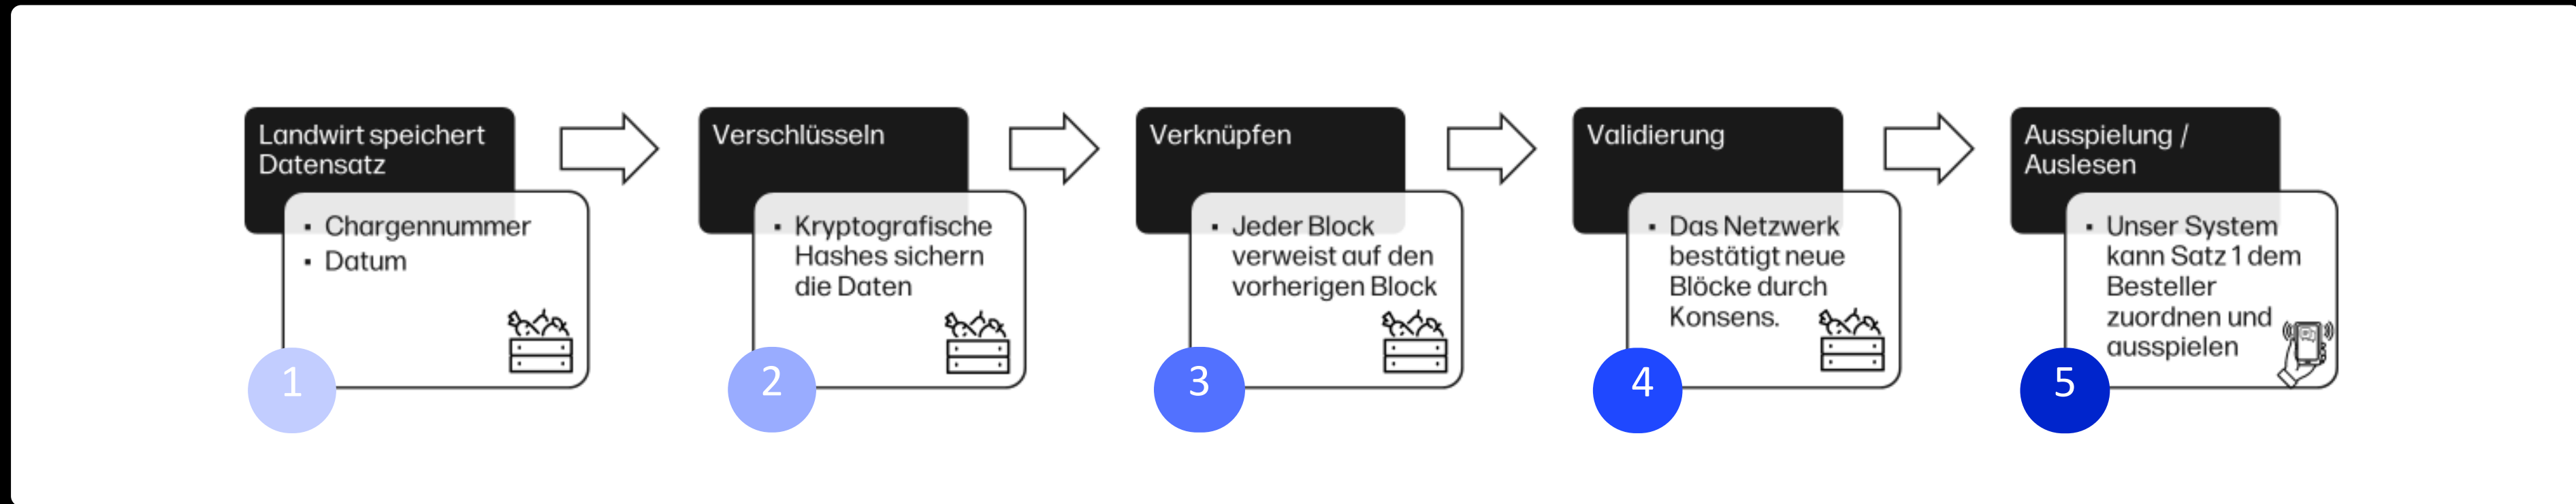 Landwirt speichert
Datensatz
▪ Chargennummer
▪ Datum
1
Verschlüsseln
▪ Kryptografische
Hashes sichern
die Daten
2
Verknüpfen
▪ Jeder Block
verweist auf den
vorherigen Block
3
Validierung
▪ Das Netzwerk
bestätigt neue
Blöcke durch
Konsens.
4
Ausspielung /
Auslesen
▪ Unser System
kann Satz 1 dem
Besteller
zuordnen und
ausspielen
5